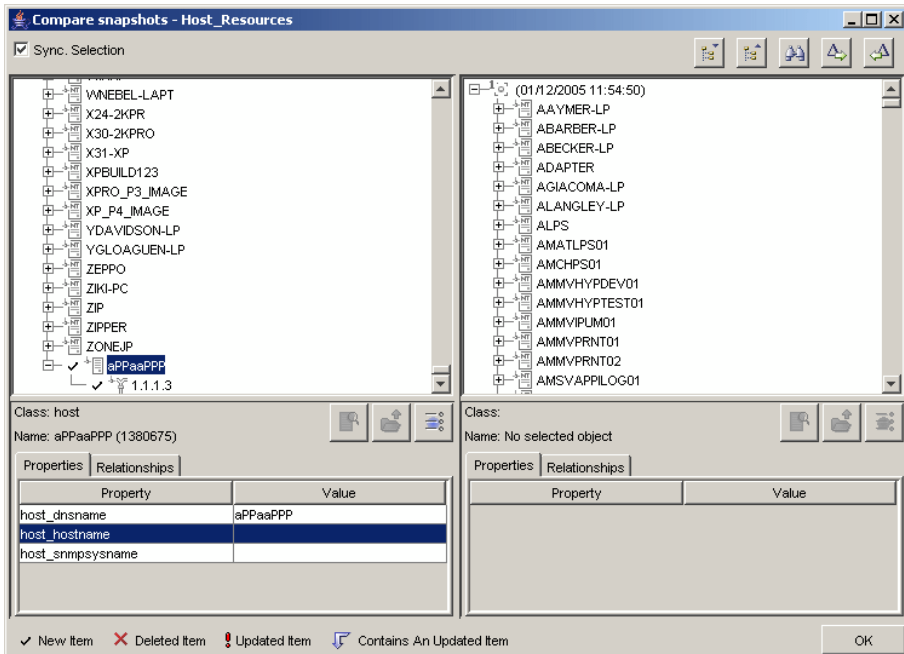 Compare snapshots - Host_Resources
Sync. Selection
WNEBEL-LAPT
X24-2KPR
X30-2KPRO
X31-XP
XPBUILD123
XPRO_P3_IMAGE
XP_P4_IMAGE
YDAVIDSON-LP
YGLOAGUEN-LP
ZEPPO
ZIKI-PC
ZIP
ZIPPER
ZONEJP
aPPaaPPP
1.1.1.3
(01/12/2005 11:54:50)
AAYMER-LP
ABARBER-LP
ABECKER-LP
ADAPTER
AGIACOMA-LP
ALANGLEY-LP
ALPS
AMATLPS01
AMCHPS01
AMMVHYPDEV01
AMMVHYPTEST01
AMMVIPUM01
AMMVPRNT01
AMMVPRNT02
AMSVAPPILOG01
Class: host
Name: aPPaaPPP (1380675)
Properties Relationships
Property Value
host_dnsname aPPaaPPP
host_hostname
host_snmpsysname
Class:
Name: No selected object
Properties Relationships
Property Value
New Item Deleted Item Updated Item Contains An Updated Item OK